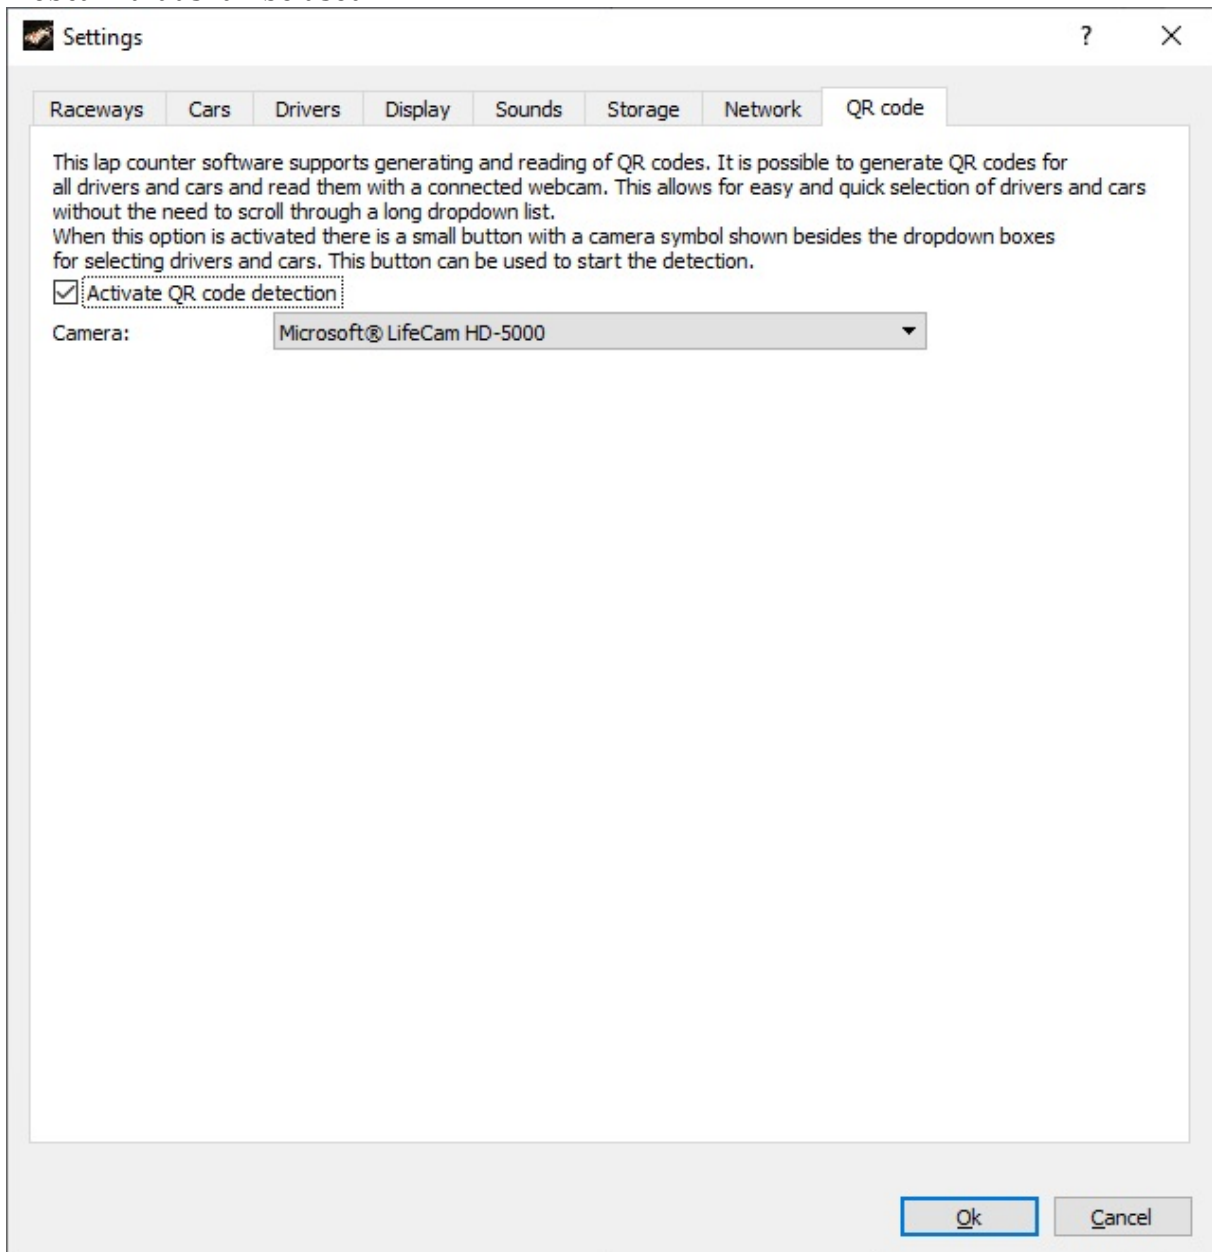 Settings
?
Raceways Cars Drivers Display Sounds Storage Network QR code
This lap counter software supports generating and reading of QR codes. It is possible to generate QR codes for
all drivers and cars and read them with a connected webcam. This allows for easy and quick selection of drivers and cars
without the need to scroll through a long dropdown list.
When this option is activated there is a small button with a camera symbol shown besides the dropdown boxes
for selecting drivers and cars. This button can be used to start the detection.
Activate QR code detection
Camera: Microsoft® LifeCam HD-5000
Ok Cancel